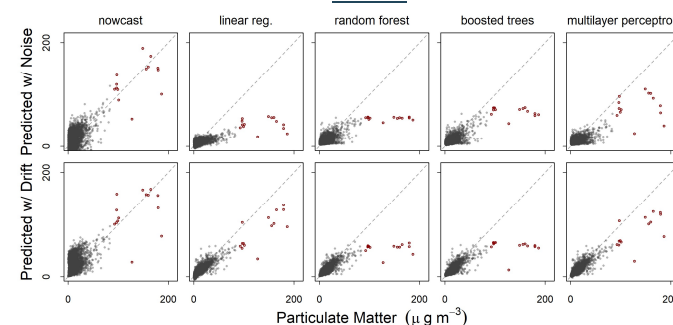 nowcast linear reg. random forest boosted trees multilayer perceptro
Predicted w/ Noise
200
0
Predicted w/ Drift
200
0
0 200 0 200 0 200 0 200 0 200
Particulate Matter (μ g m⁻³)